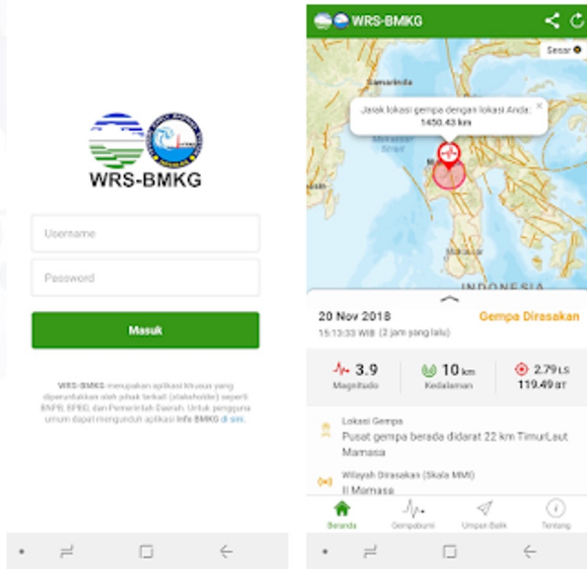 WRS-BMKG
Username
Password
Masuk
WRS-BMKG merupakan aplikasi khusus yang
diperuntukkan oleh pihak terkait (stakeholder) seperti
BNPB, BPBD, dan Pemerintah Daerah. Untuk pengguna
umum dapat mengunduh aplikasi Info BMKG di sini.
WRS-BMKG
Sesar
Samarinda
Jarak lokasi gempa dengan lokasi Anda:
1450.43 km
Makassar
Strait
Makassar
INDONESIA
20 Nov 2018
Gempa Dirasakan
15:13:33 WIB (2 jam yang lalu)
3.9
Magnitudo
10 km
Kedalaman
2.79 LS
119.49 BT
Lokasi Gempa
Pusat gempa berada didarat 22 km TimurLaut
Mamasa
Wilayah Dirasakan (Skala MMI)
II Mamasa
Beranda
Gempabumi
Umpan Balik
Tentang